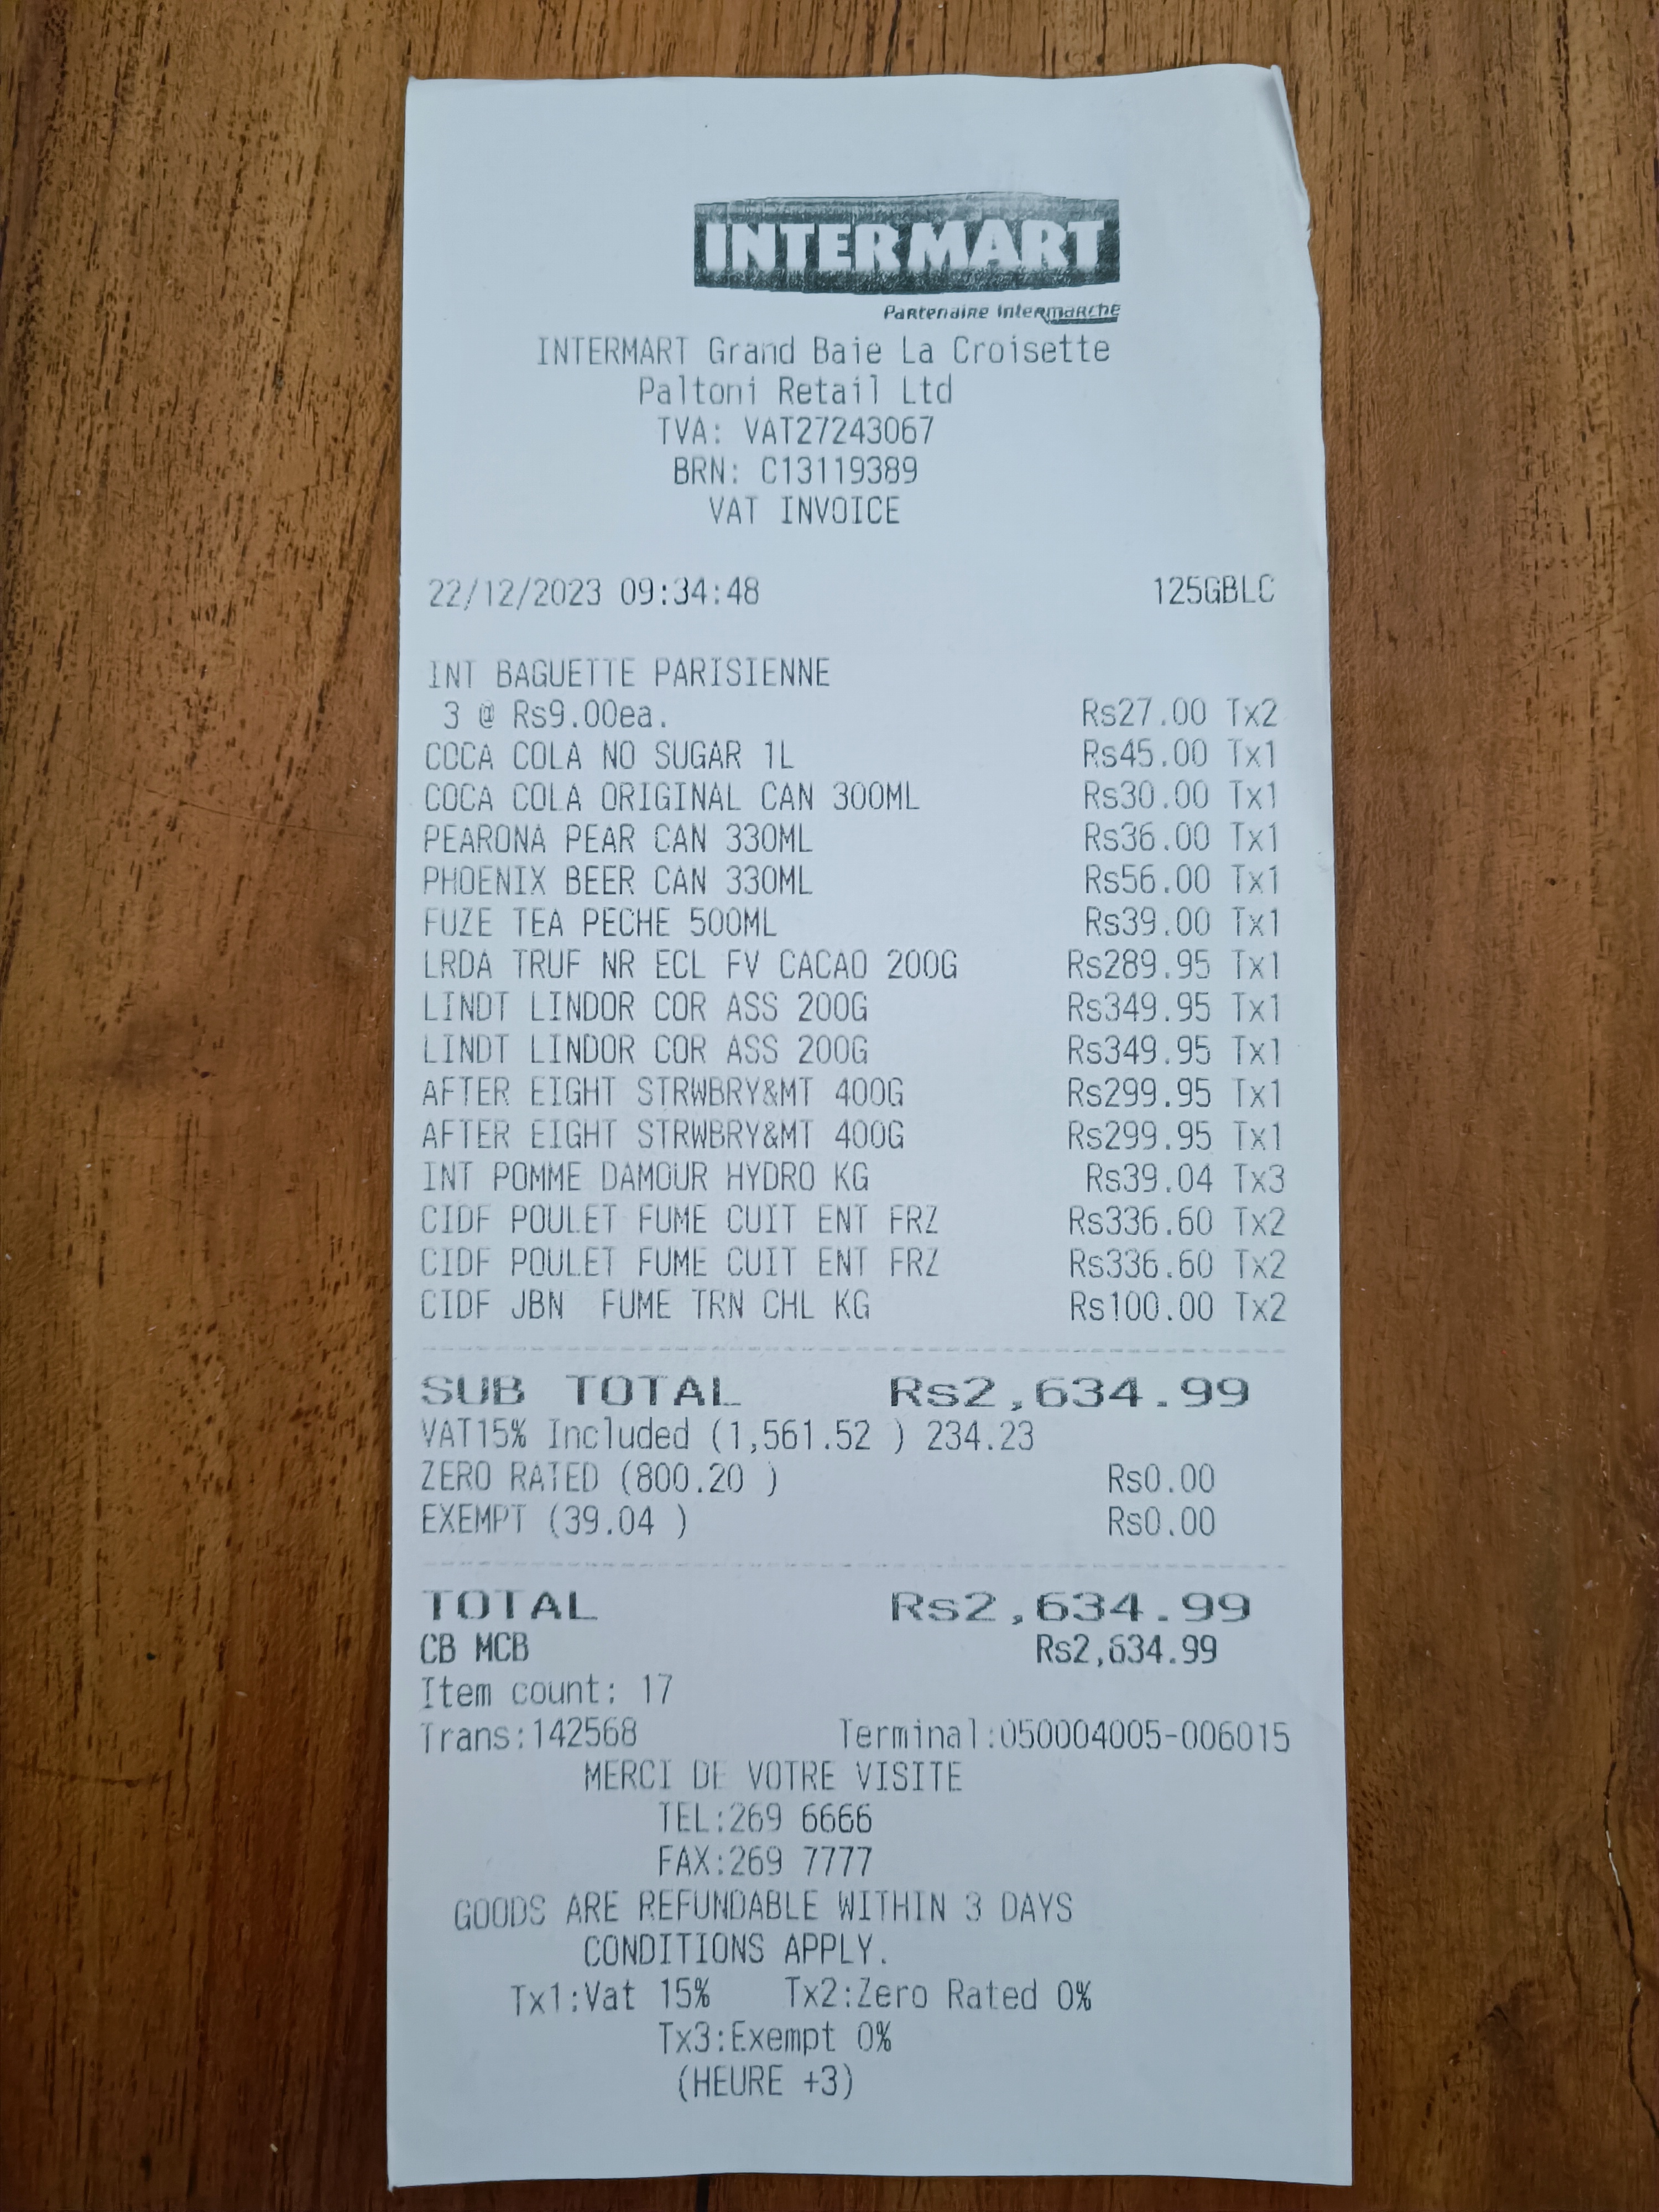 INTERMART
Partenaire Intermarche
INTERMART Grand Baie La Croisette
Paltoni Retail Ltd
TVA: VAT27243067
BRN: C13119389
VAT INVOICE
22/12/2023 09:34:48 125GBLC
INT BAGUETTE PARISIENNE
3 @ Rs9.00ea. Rs27.00 Tx2
COCA COLA NO SUGAR 1L Rs45.00 Tx1
COCA COLA ORIGINAL CAN 300ML Rs30.00 Tx1
PEARONA PEAR CAN 330ML Rs36.00 Tx1
PHOENIX BEER CAN 330ML Rs56.00 Tx1
FUZE TEA PECHE 500ML Rs39.00 Tx1
LRDA TRUF NR ECL FV CACAO 200G Rs289.95 Tx1
LINDT LINDOR COR ASS 200G Rs349.95 Tx1
LINDT LINDOR COR ASS 200G Rs349.95 Tx1
AFTER EIGHT STRWBRY&MT 400G Rs299.95 Tx1
AFTER EIGHT STRWBRY&MT 400G Rs299.95 Tx1
INT POMME DAMOUR HYDRO KG Rs39.04 Tx3
CIDF POULET FUME CUIT ENT FRZ Rs336.60 Tx2
CIDF POULET FUME CUIT ENT FRZ Rs336.60 Tx2
CIDF JBN FUME TRN CHL KG Rs100.00 Tx2
SUB TOTAL Rs2,634.99
VAT15% Included (1,561.52 ) 234.23
ZERO RATED (800.20 ) Rs0.00
EXEMPT (39.04 ) Rs0.00
TOTAL Rs2,634.99
CB MCB Rs2,634.99
Item count: 17
Trans:142568 Terminal:050004005-006015
MERCI DE VOTRE VISITE
TEL:269 6666
FAX:269 7777
GOODS ARE REFUNDABLE WITHIN 3 DAYS
CONDITIONS APPLY.
Tx1:Vat 15% Tx2:Zero Rated 0%
Tx3:Exempt 0%
(HEURE +3)